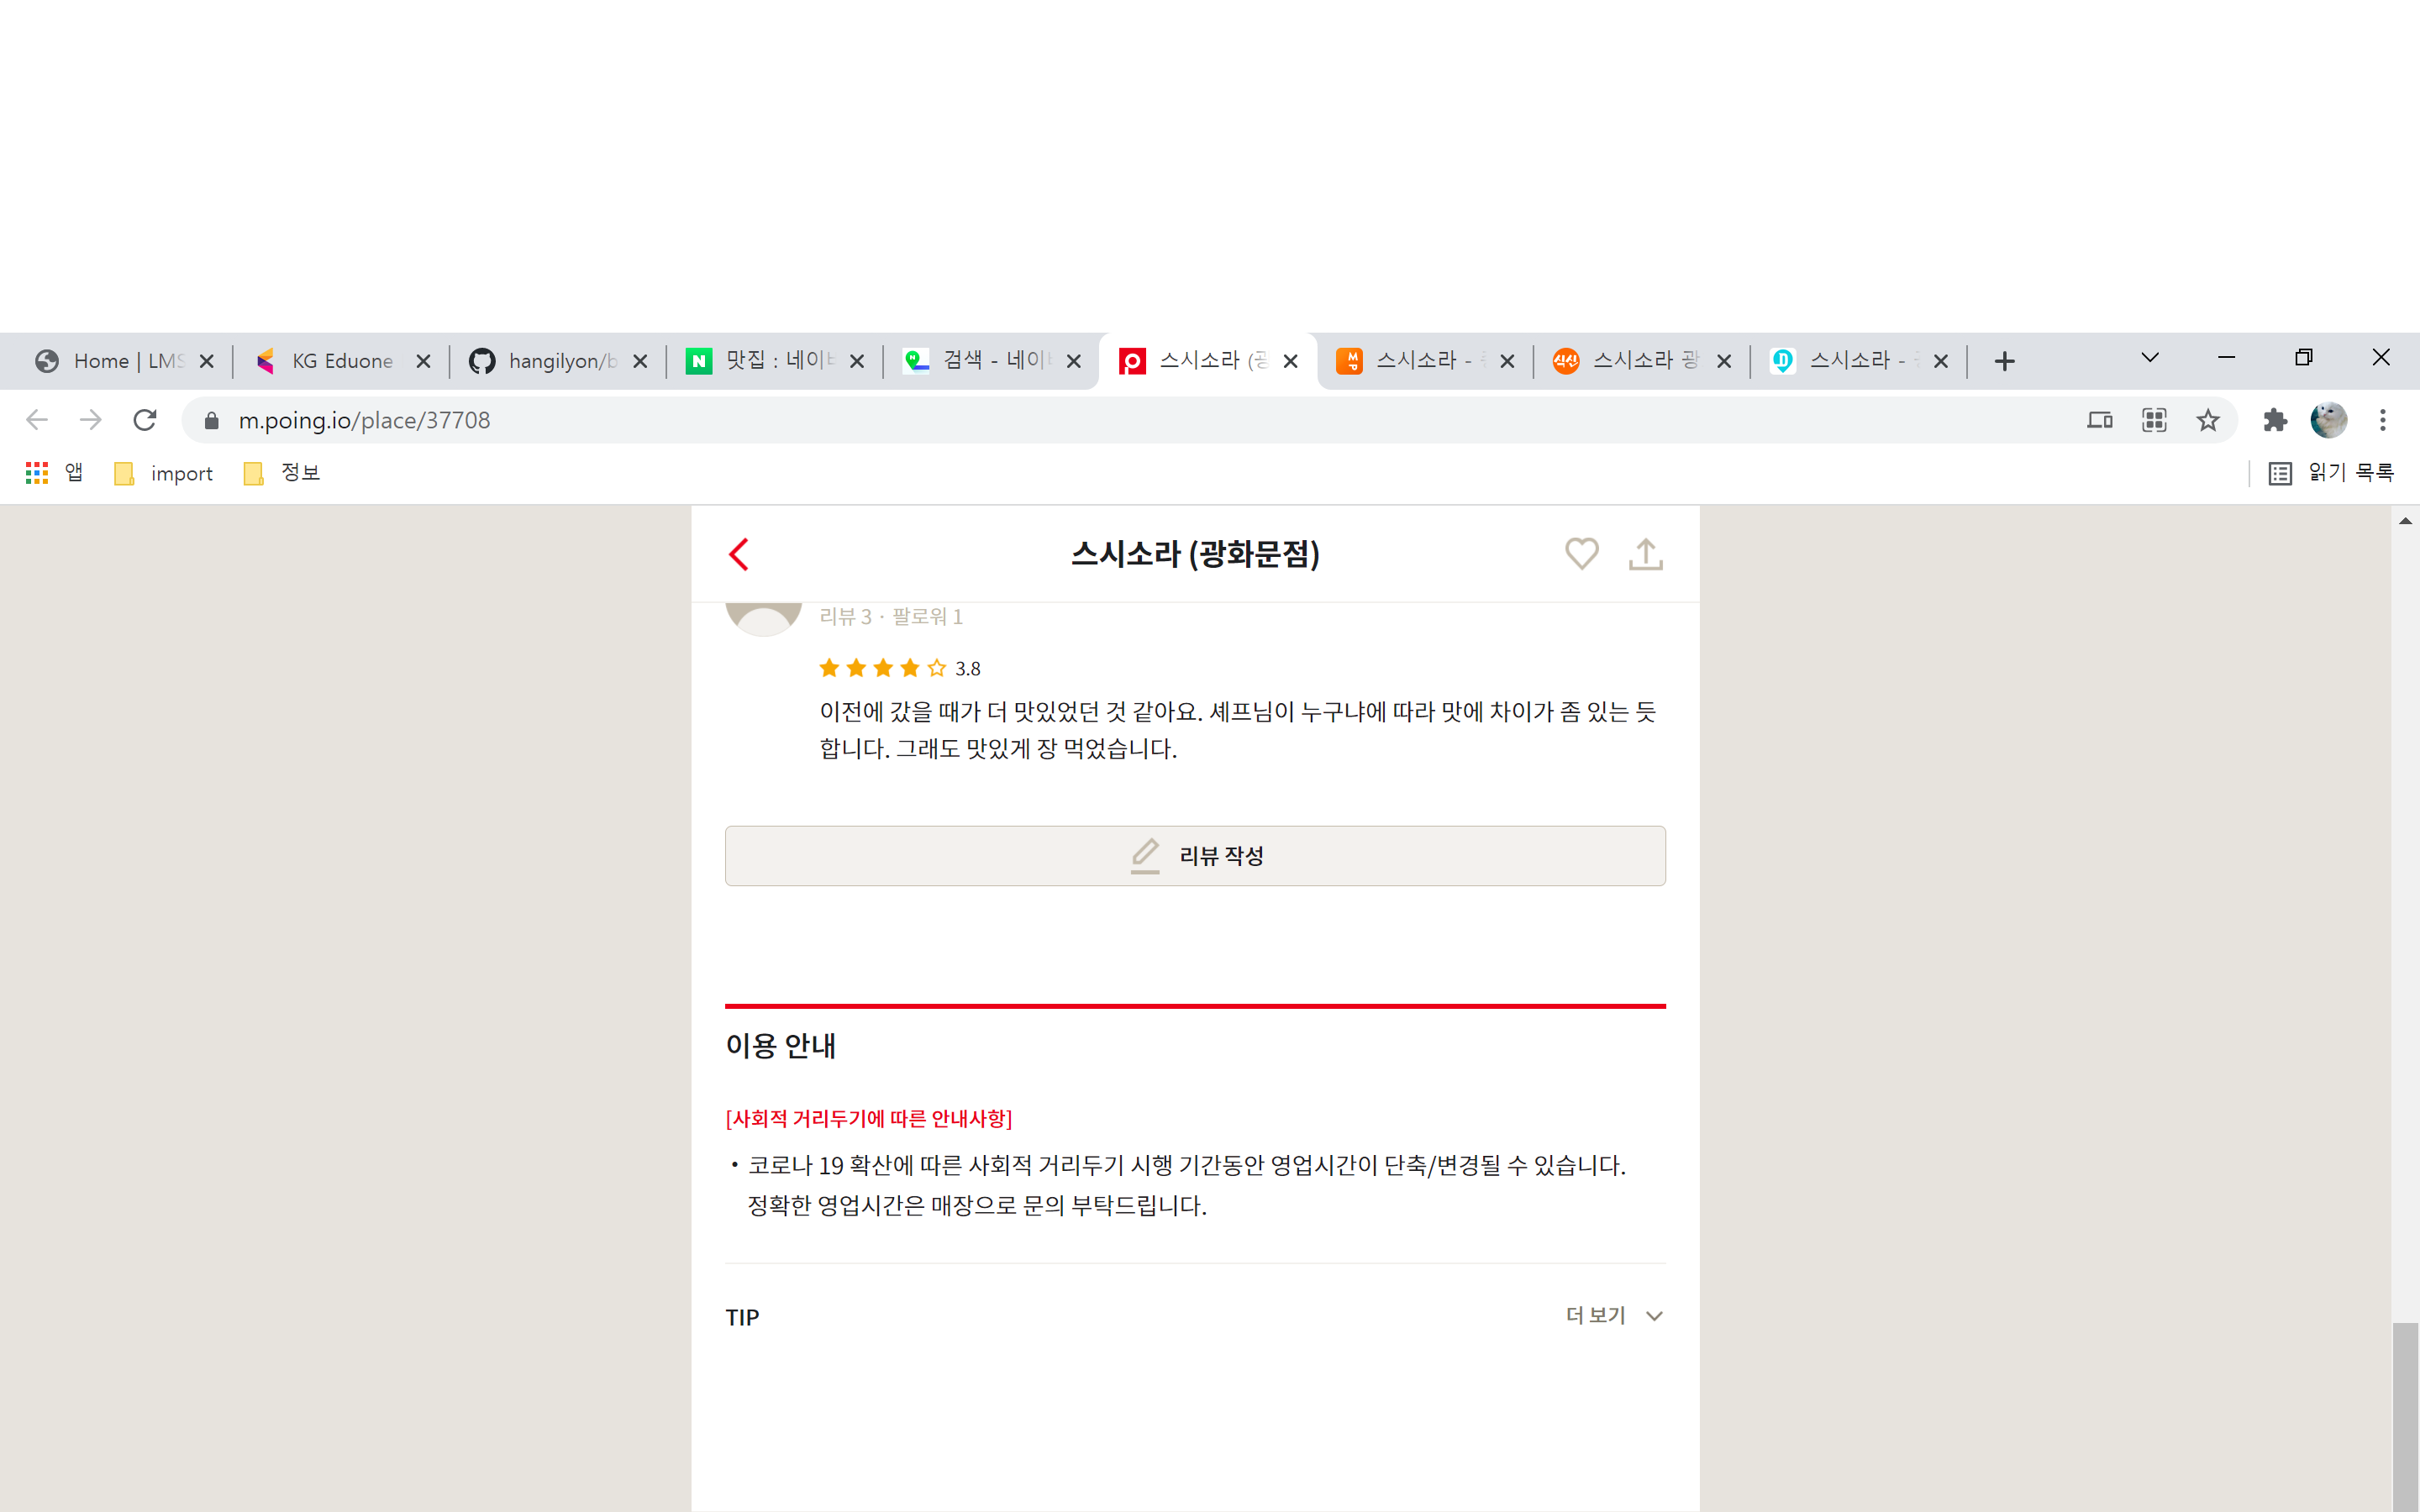 Home | LMS
KG Eduone
hangilyon/b
맛집 : 네이버
검색 - 네이
스시소라 (광
스시소라 -
스시소라 광
스시소라 -
m.poing.io/place/37708
앱
import
정보
읽기 목록
스시소라 (광화문점)
리뷰 3 · 팔로워 1
3.8
이전에 갔을 때가 더 맛있었던 것 같아요. 셰프님이 누구냐에 따라 맛에 차이가 좀 있는 듯
합니다. 그래도 맛있게 장 먹었습니다.
리뷰 작성
이용 안내
[사회적 거리두기에 따른 안내사항]
• 코로나 19 확산에 따른 사회적 거리두기 시행 기간동안 영업시간이 단축/변경될 수 있습니다.
정확한 영업시간은 매장으로 문의 부탁드립니다.
TIP
더 보기